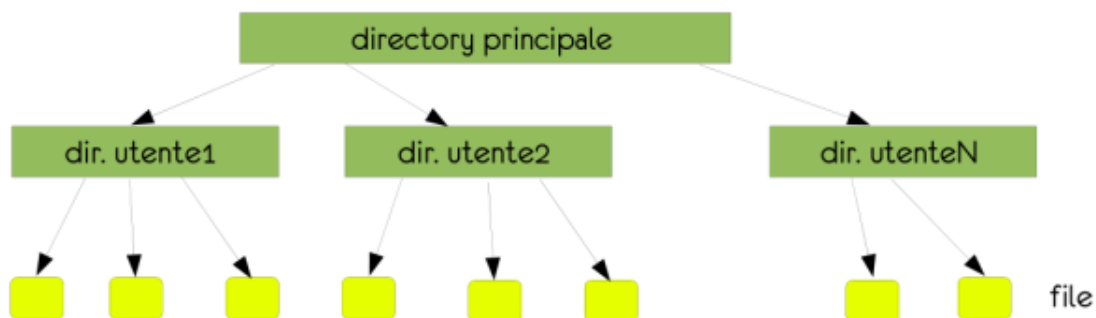 directory principale
dir. utente1
dir. utente2
dir. utenteN
file